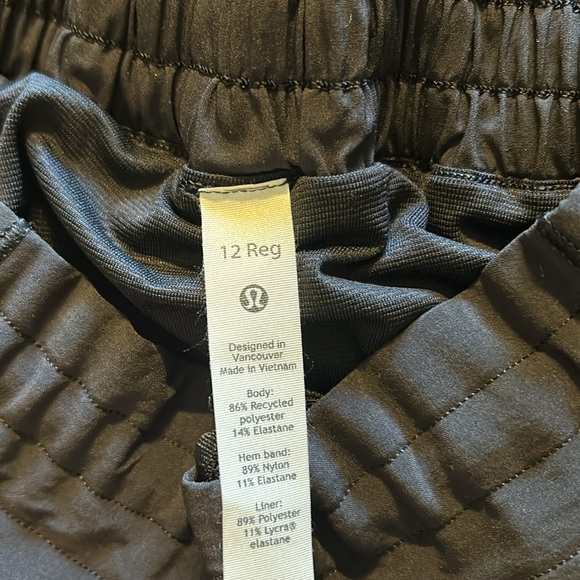 12 Reg
Designed in
Vancouver
Made in Vietnam
Body:
86% Recycled
polyester
14% Elastane
Hem band:
89% Nylon
11% Elastane
Liner:
89% Polyester
11% Lycra®
elastane